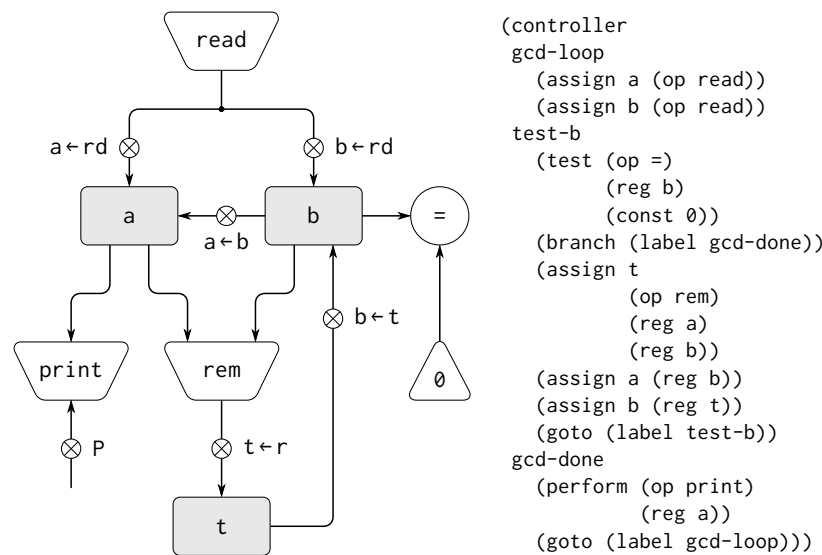 read
a←rd
b←rd
a
b
=
a←b
b←t
print
rem
0
P
t←r
t
(controller
gcd-loop
(assign a (op read))
(assign b (op read))
test-b
(test (op =)
(reg b)
(const 0))
(branch (label gcd-done))
(assign t
(op rem)
(reg a)
(reg b))
(assign a (reg b))
(assign b (reg t))
(goto (label test-b))
gcd-done
(perform (op print)
(reg a))
(goto (label gcd-loop)))